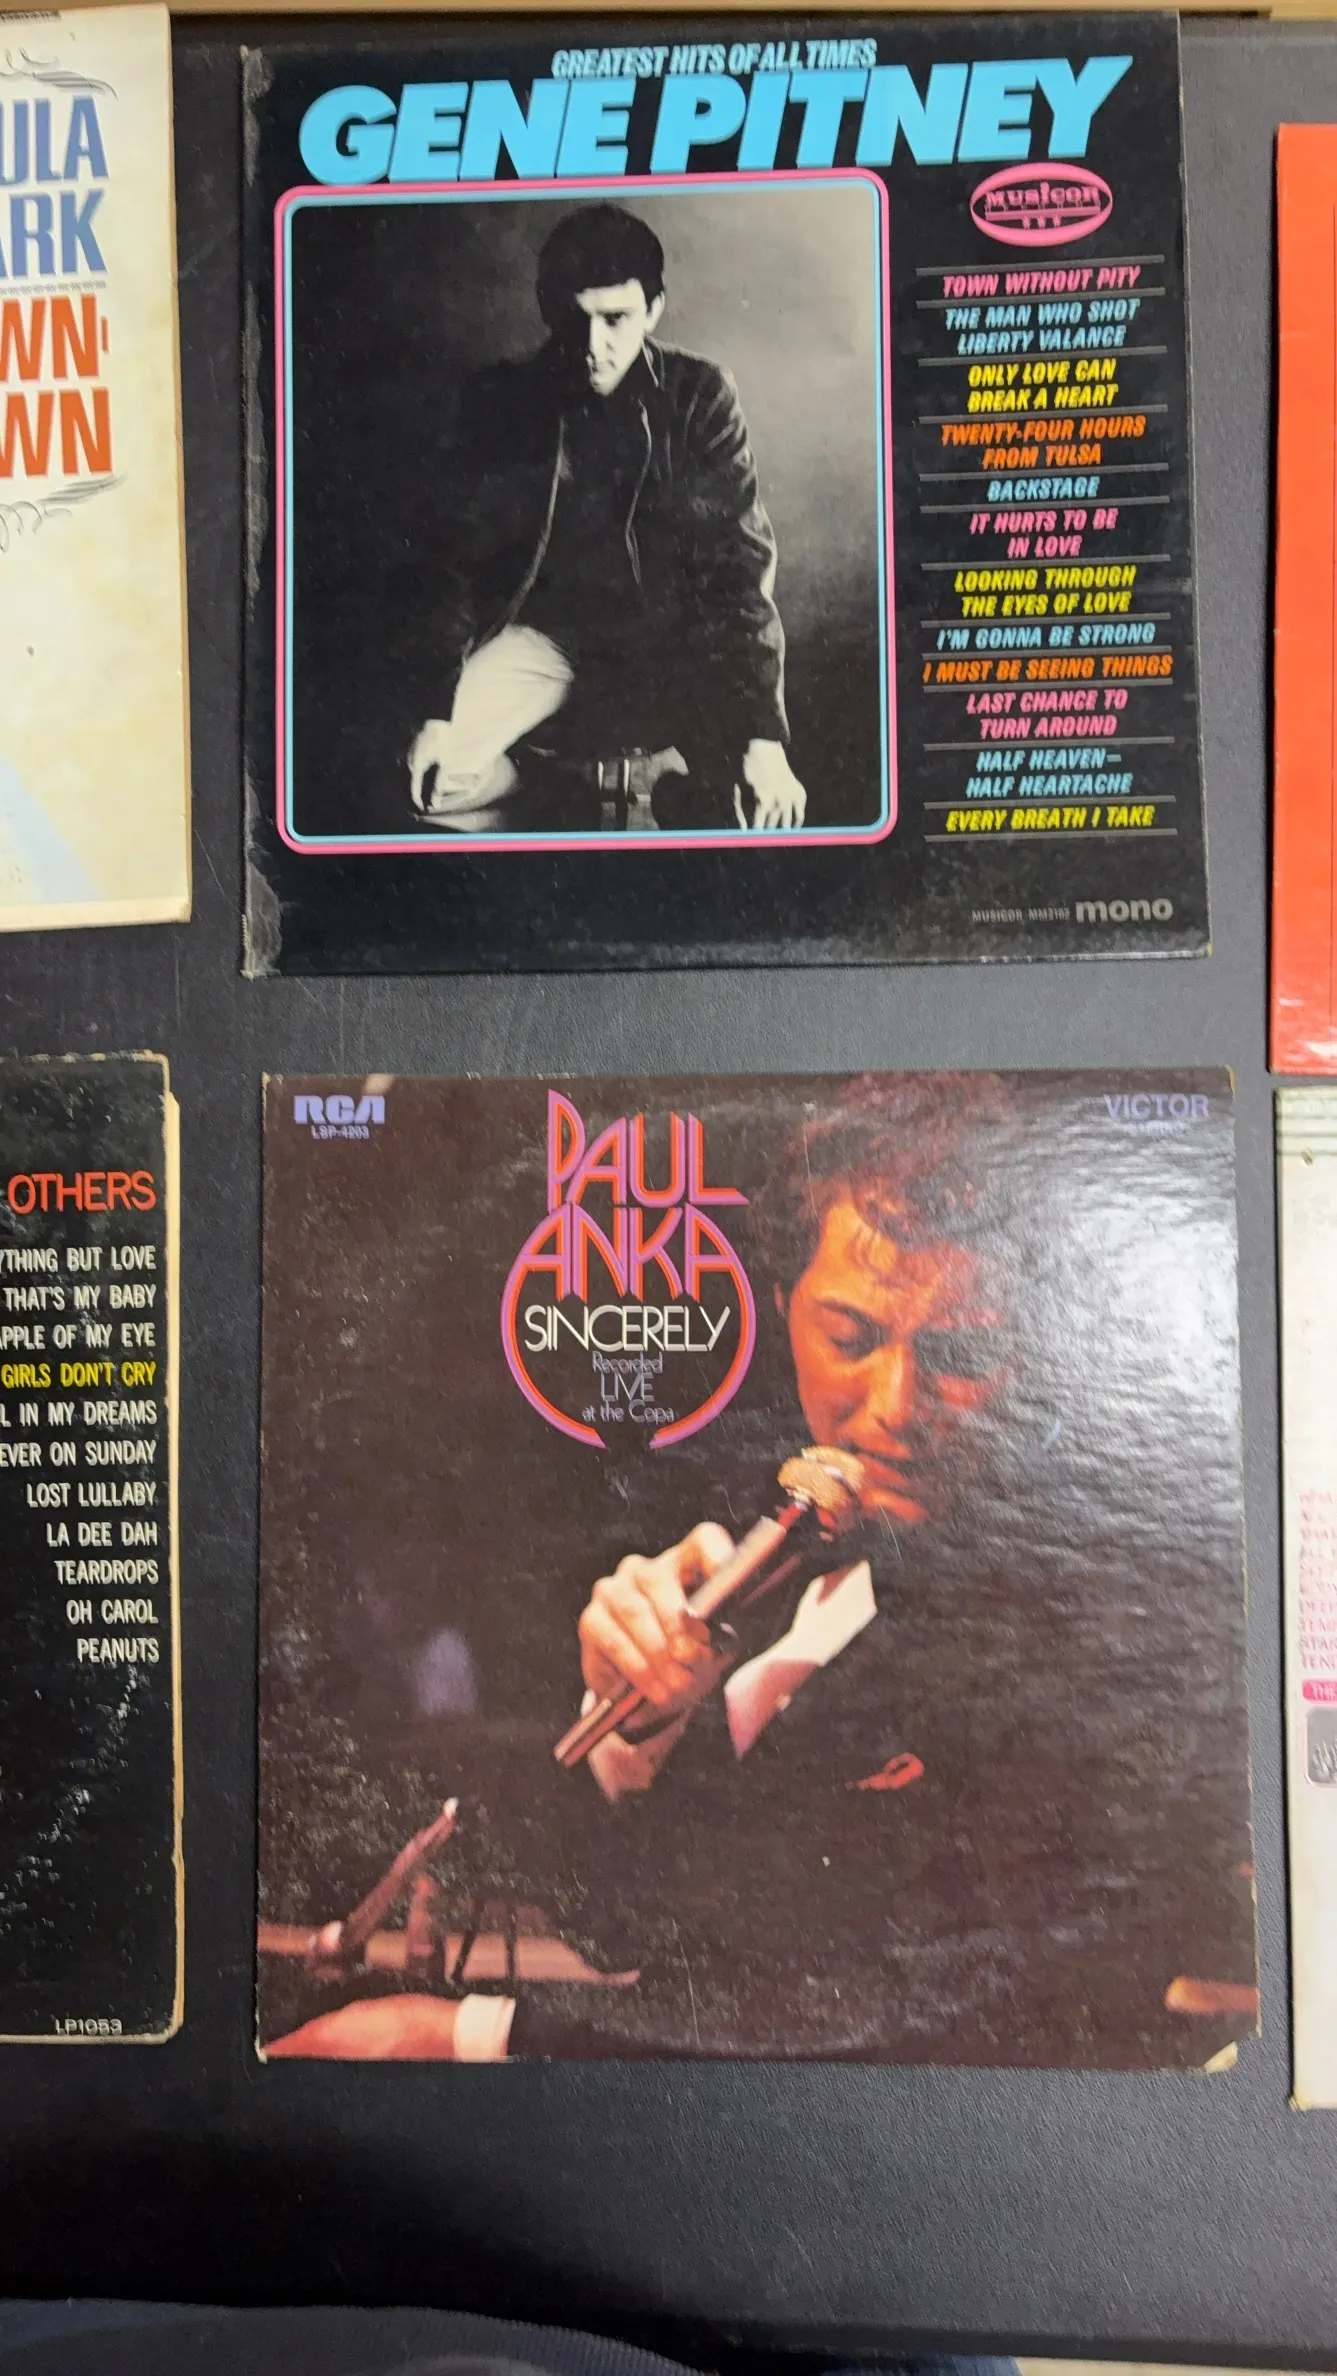 ULA
ARK
WN
WN
GREATEST HITS OF ALL TIMES
GENE PITNEY
MUSICOR
TOWN WITHOUT PITY
THE MAN WHO SHOT
LIBERTY VALANCE
ONLY LOVE CAN
BREAK A HEART
TWENTY-FOUR HOURS
FROM TULSA
BACKSTAGE
IT HURTS TO BE
IN LOVE
LOOKING THROUGH
THE EYES OF LOVE
I'M GONNA BE STRONG
I MUST BE SEEING THINGS
LAST CHANCE TO
TURN AROUND
HALF HEAVEN—
HALF HEARTACHE
EVERY BREATH I TAKE
MUSICOR MM2102 mono
OTHERS
YTHING BUT LOVE
THAT'S MY BABY
APPLE OF MY EYE
GIRLS DON'T CRY
L IN MY DREAMS
EVER ON SUNDAY
LOST LULLABY
LA DEE DAH
TEARDROPS
OH CAROL
PEANUTS
LP1053
RCA
LSP-4203
VICTOR
PAUL
ANKA
SINCERELY
Recorded
LIVE
at the Copa